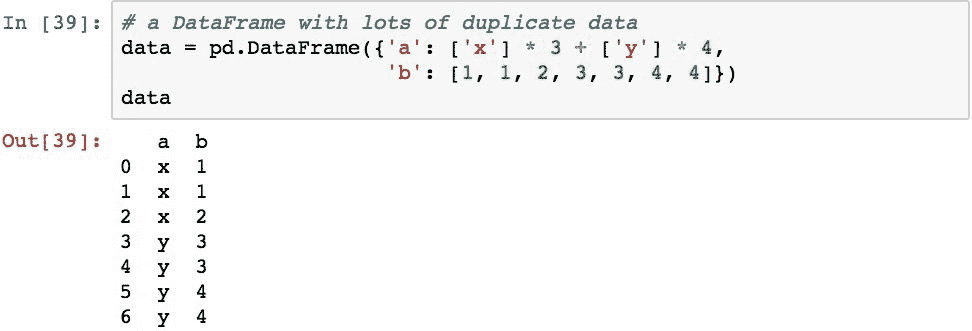 In [39]: # a DataFrame with lots of duplicate data
data = pd.DataFrame({'a': ['x'] * 3 + ['y'] * 4,
'b': [1, 1, 2, 3, 3, 4, 4]})
data
Out[39]: a b
0 x 1
1 x 1
2 x 2
3 y 3
4 y 3
5 y 4
6 y 4